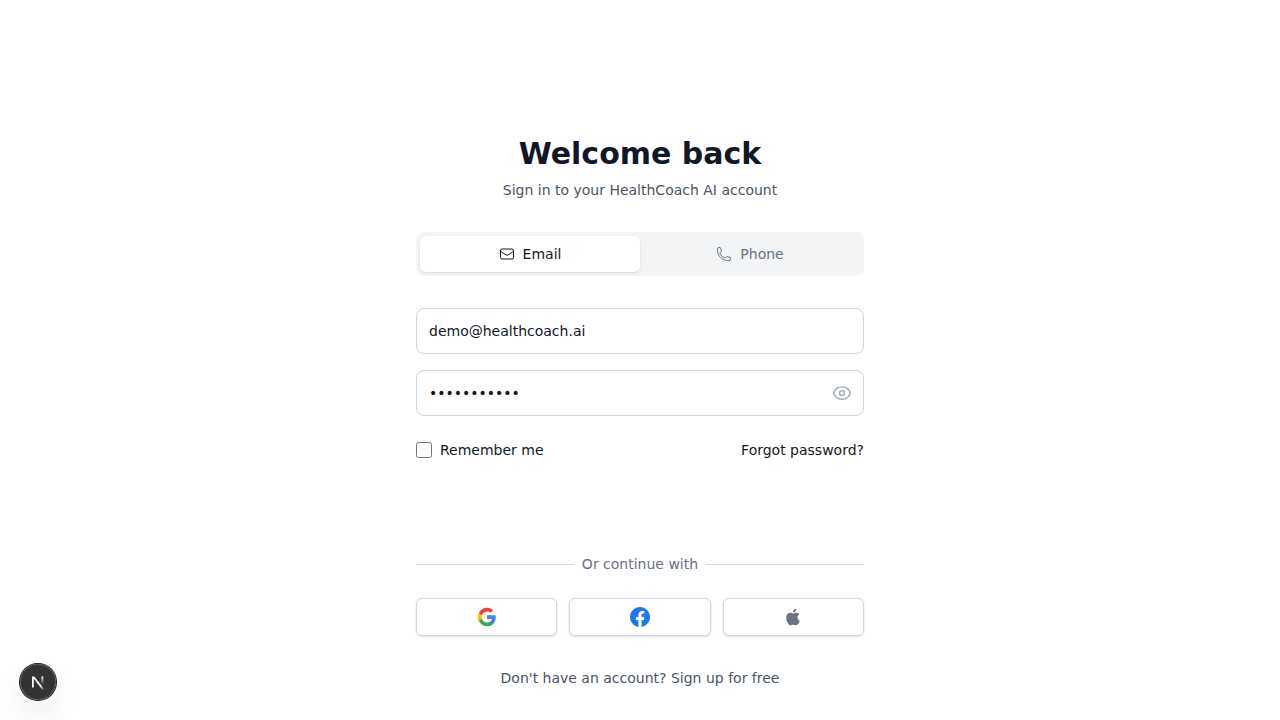 Welcome back
Sign in to your HealthCoach AI account
Email
Phone
demo@healthcoach.ai
•••••••••••
Remember me
Forgot password?
Or continue with
Don't have an account? Sign up for free
N